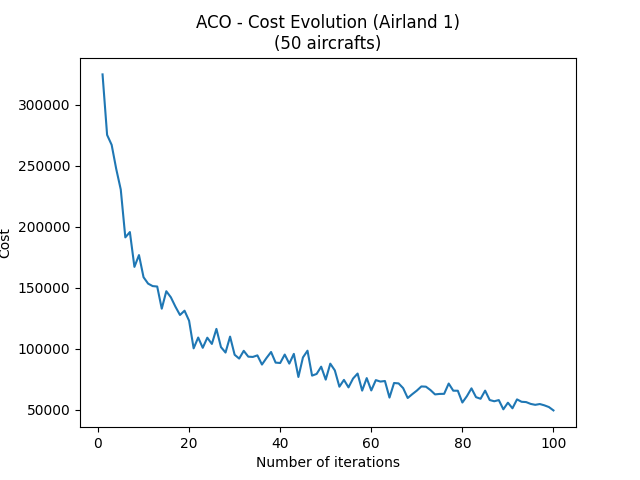 ACO - Cost Evolution (Airland 1)
(50 aircrafts)
300000
250000
200000
150000
100000
50000
Cost
0 20 40 60 80 100
Number of iterations